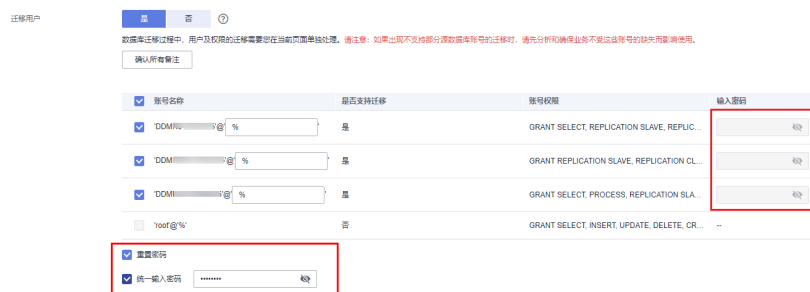 迁移用户 是 否 ?
数据库迁移过程中，用户及权限的迁移需要您在当前页面单独处理。请注意：如果出现不支持部分源数据库账号的迁移时，请先分析和确保业务不受这些账号的缺失而影响使用。
确认所有备注
账号名称 是否支持迁移 账号权限 输入密码
'DDM '@' % ' 是 GRANT SELECT, REPLICATION SLAVE, REPLIC...
'DDM '@' % ' 是 GRANT REPLICATION SLAVE, REPLICATION CL...
'DDM '@' % ' 是 GRANT SELECT, PROCESS, REPLICATION SLA...
'root'@'%' 否 GRANT SELECT, INSERT, UPDATE, DELETE, CR... --
重置密码
统一输入密码 ••••••••